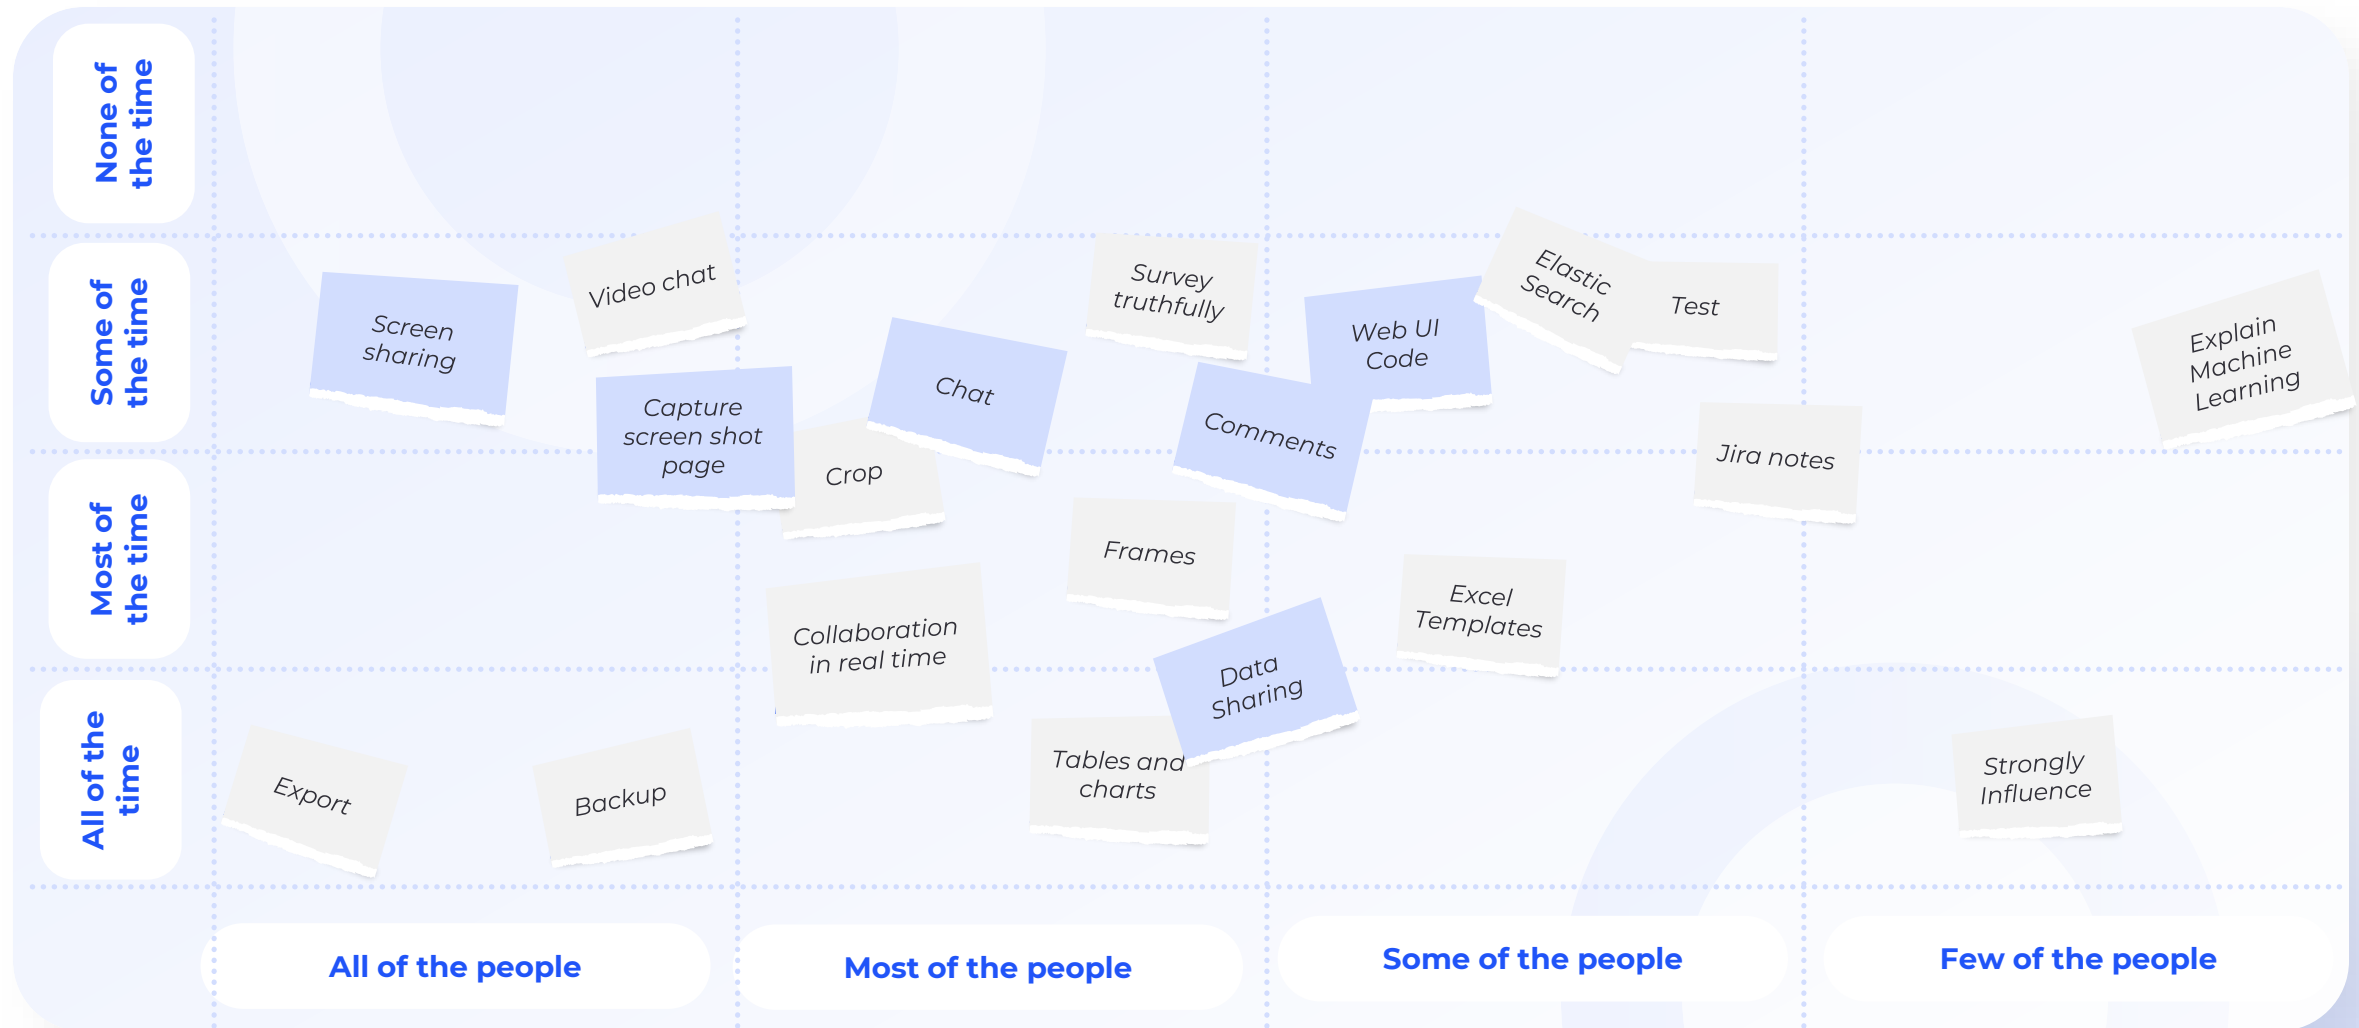 None of
the time
Some of
the time
Video chat
Screen
sharing
Capture
screen shot
page
Crop
Chat
Survey
truthfully
Comments
Web UI
Code
Elastic
Search
Test
Jira notes
Explain
Machine
Learning
Most of
the time
Collaboration
in real time
Frames
Data
Sharing
Excel
Templates
All of the
time
Export
Backup
Tables and
charts
Strongly
Influence
All of the people
Most of the people
Some of the people
Few of the people